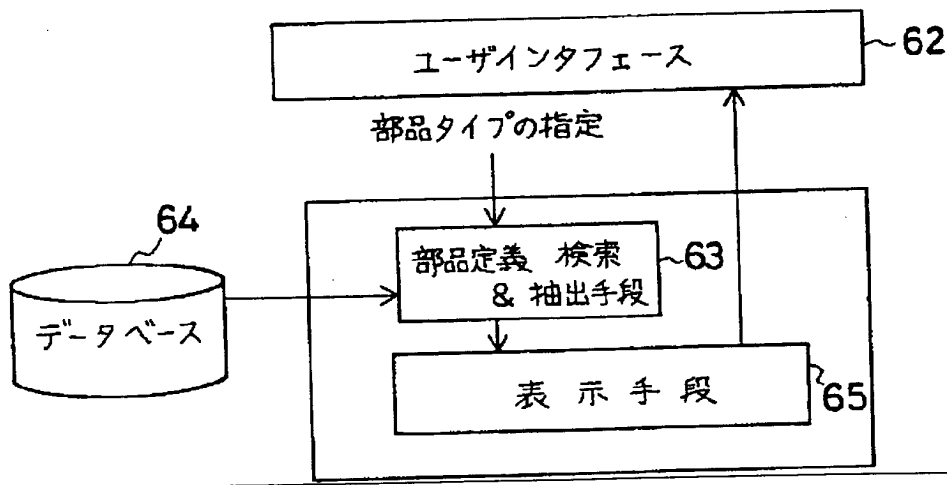 ユーザインタフェース
62
部品タイプの指定
64
部品定義 検索
& 抽出手段
63
データベース
表示手段
65